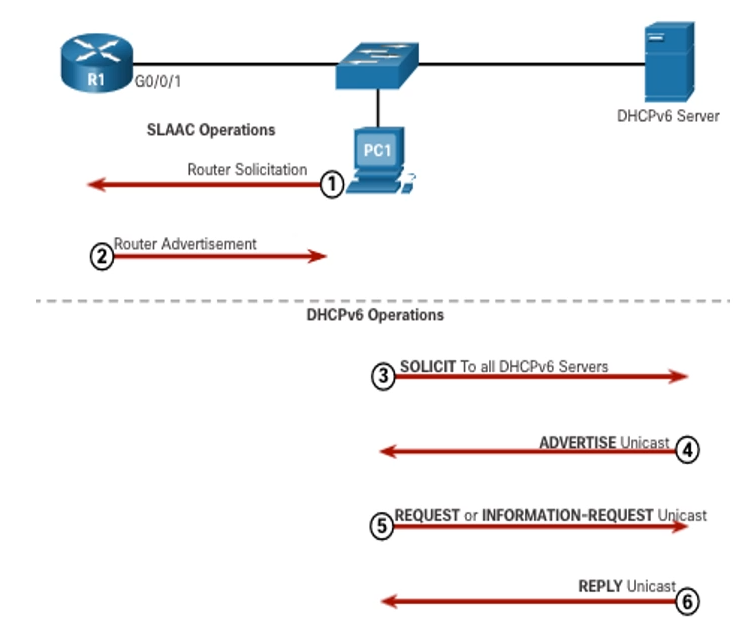 R1
G0/0/1
DHCPv6 Server
SLAAC Operations
PC1
?
Router Solicitation
1
Router Advertisement
2
DHCPv6 Operations
SOLICIT To all DHCPv6 Servers
3
ADVERTISE Unicast
4
REQUEST or INFORMATION-REQUEST Unicast
5
REPLY Unicast
6